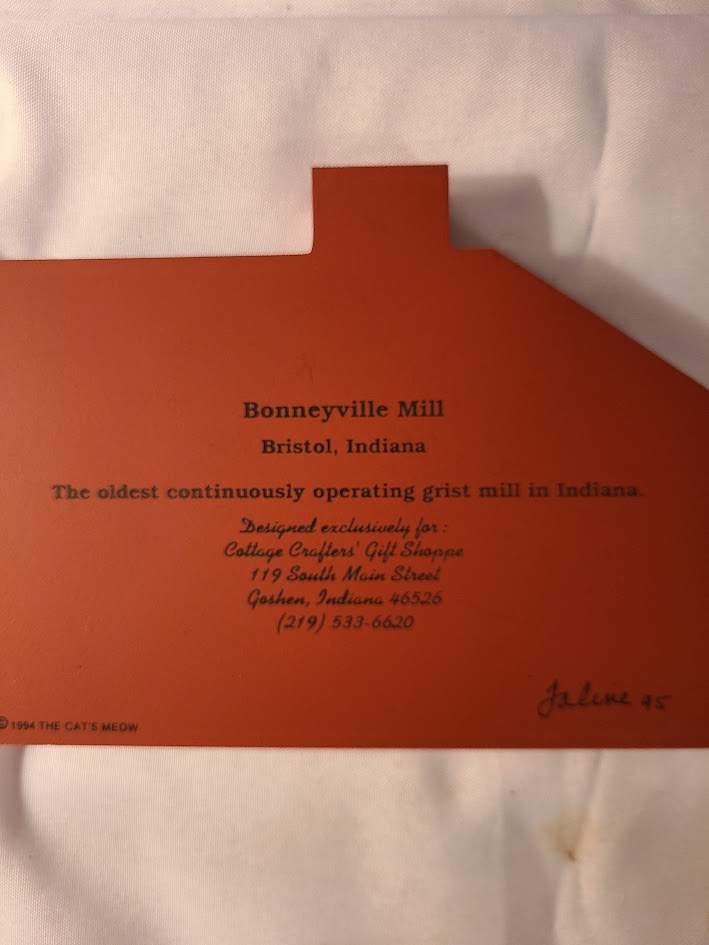 Bonneyville Mill
Bristol, Indiana
The oldest continuously operating grist mill in Indiana.
Designed exclusively for:
Cottage Crafters' Gift Shoppe
119 South Main Street
Goshen, Indiana 46526
(219) 533-6620
Jaline 95
© 1994 THE CAT'S MEOW